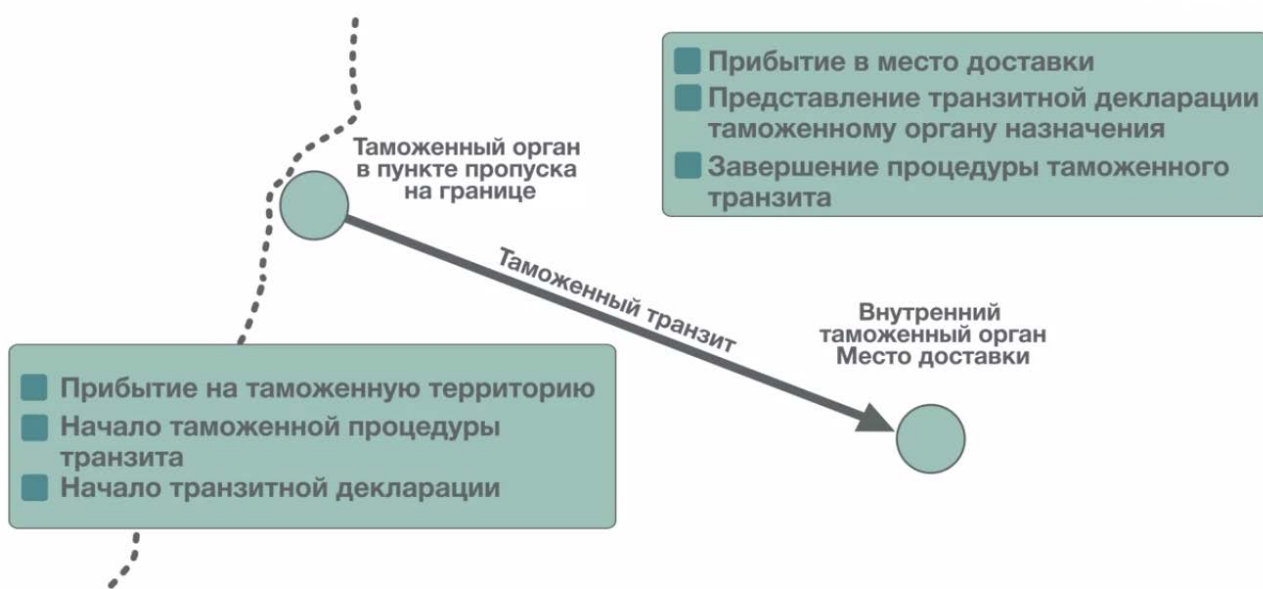 Прибытие в место доставки
Представление транзитной декларации
таможенному органу назначения
Завершение процедуры таможенного
транзита
Таможенный орган
в пункте пропуска
на границе
Таможенный транзит
Внутренний
таможенный орган
Место доставки
Прибытие на таможенную территорию
Начало таможенной процедуры
транзита
Начало транзитной декларации